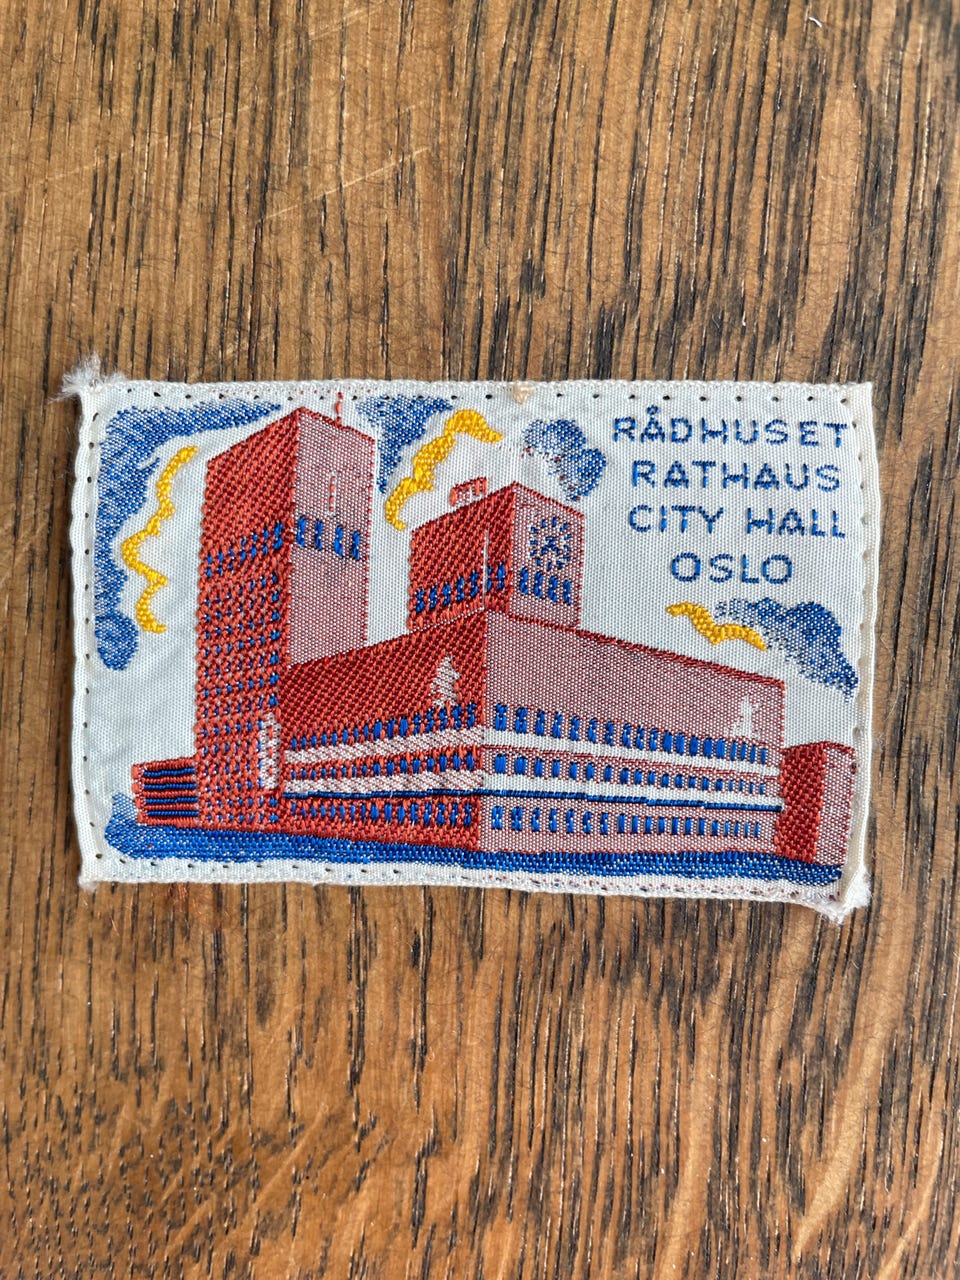 RÅDHUSET
RATHAUS
CITY HALL
OSLO